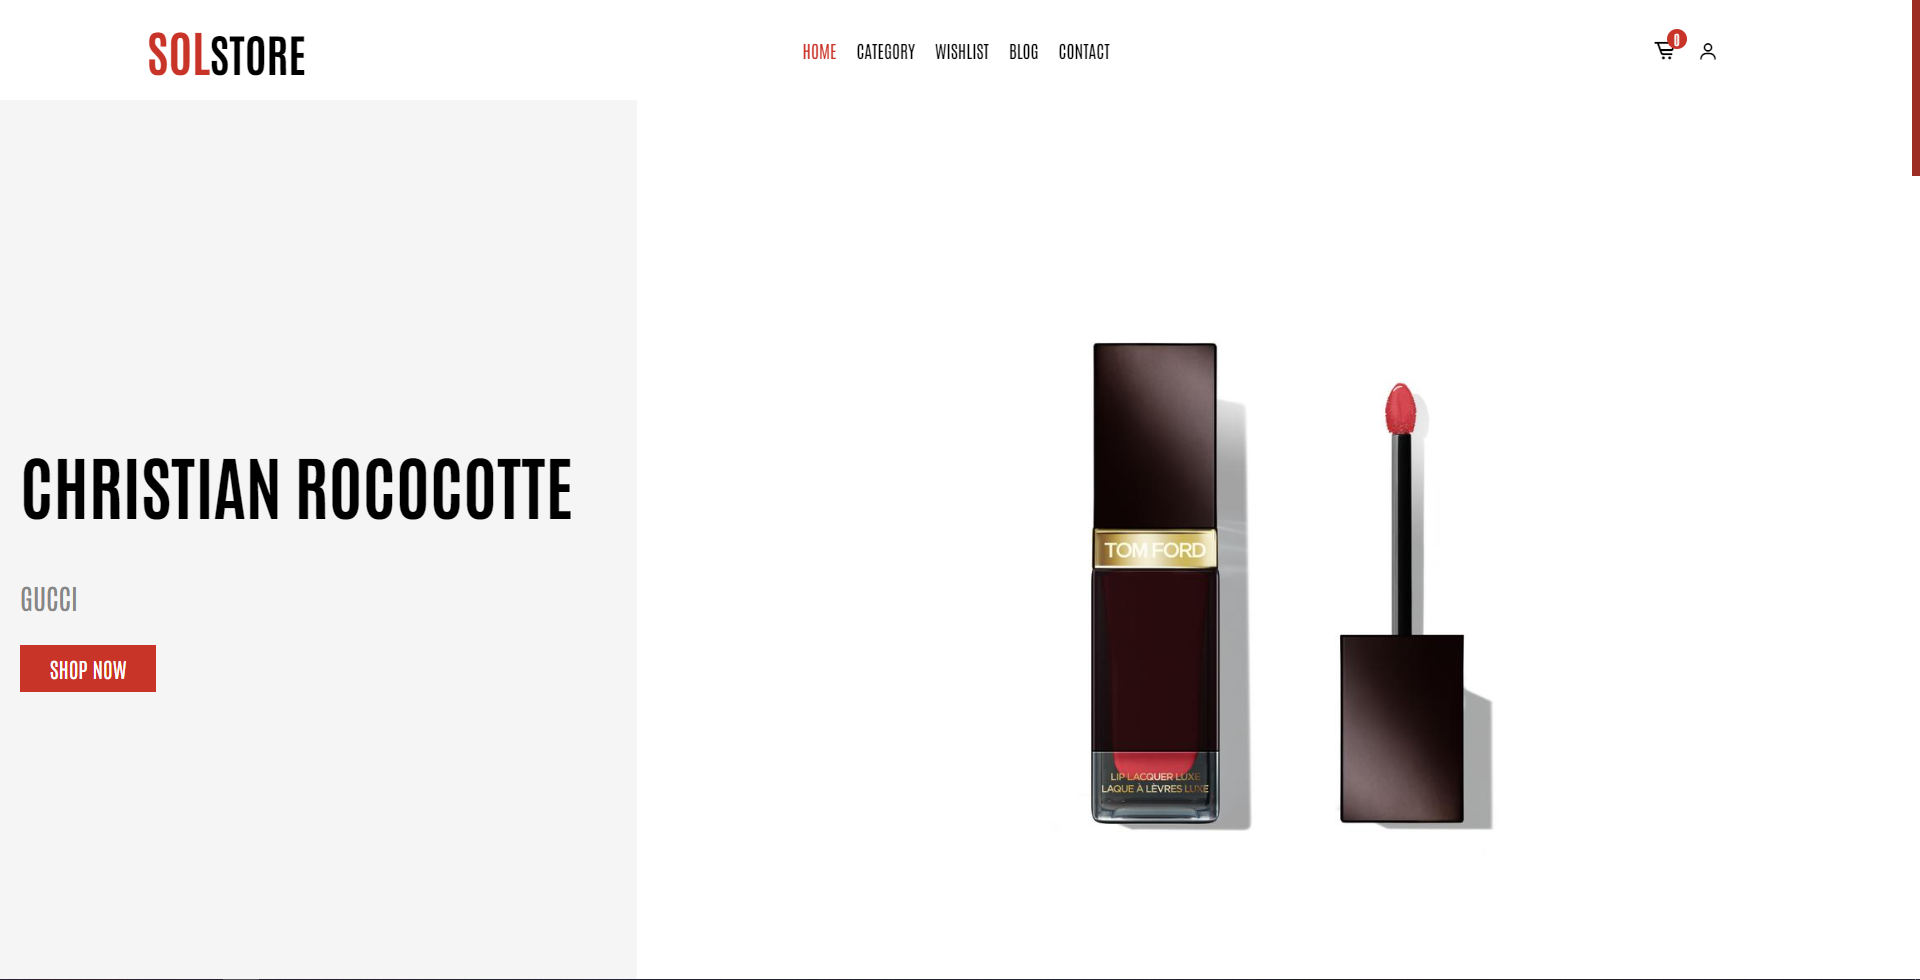 SOLSTORE
HOME CATEGORY WISHLIST BLOG CONTACT
0
CHRISTIAN ROCOCOTTE
GUCCI
SHOP NOW
TOM FORD
LIP LACQUER LUXE
LAQUE À LÈVRES LUXE